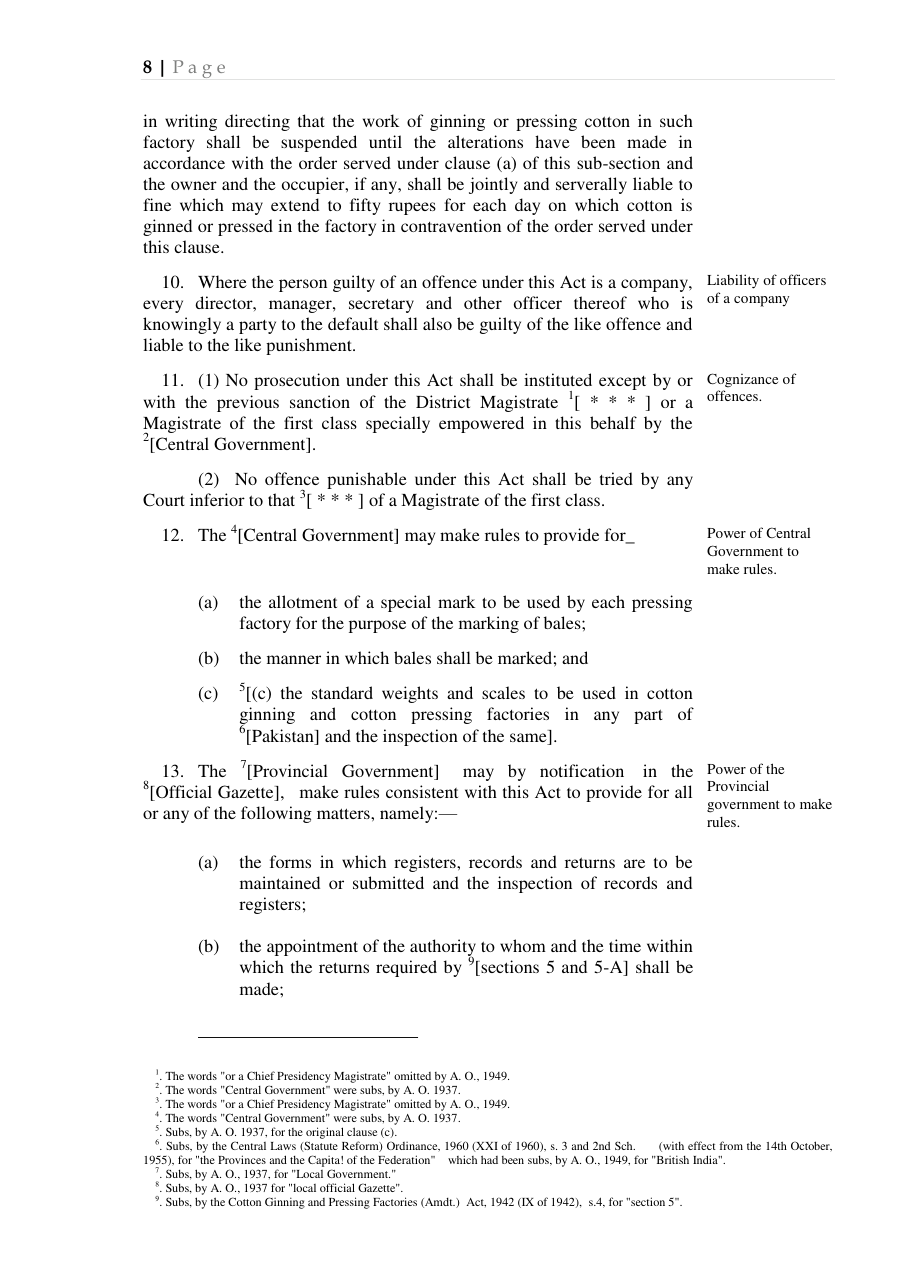 8 | Page
in writing directing that the work of ginning or pressing cotton in such
factory shall be suspended until the alterations have been made in
accordance with the order served under clause (a) of this sub-section and
the owner and the occupier, if any, shall be jointly and serverally liable to
fine which may extend to fifty rupees for each day on which cotton is
ginned or pressed in the factory in contravention of the order served under
this clause.
10. Where the person guilty of an offence under this Act is a company,
every director, manager, secretary and other officer thereof who is
knowingly a party to the default shall also be guilty of the like offence and
liable to the like punishment.
Liability of officers
of a company
11. (1) No prosecution under this Act shall be instituted except by or
with the previous sanction of the District Magistrate 1[ * * * ] or a
Magistrate of the first class specially empowered in this behalf by the
2[Central Government].
Cognizance of
offences.
(2) No offence punishable under this Act shall be tried by any
Court inferior to that 3[ * * * ] of a Magistrate of the first class.
12. The 4[Central Government] may make rules to provide for_
Power of Central
Government to
make rules.
(a) the allotment of a special mark to be used by each pressing
factory for the purpose of the marking of bales;
(b) the manner in which bales shall be marked; and
(c) 5[(c) the standard weights and scales to be used in cotton
ginning and cotton pressing factories in any part of
6[Pakistan] and the inspection of the same].
13. The 7[Provincial Government] may by notification in the
8[Official Gazette], make rules consistent with this Act to provide for all
or any of the following matters, namely:—
Power of the
Provincial
government to make
rules.
(a) the forms in which registers, records and returns are to be
maintained or submitted and the inspection of records and
registers;
(b) the appointment of the authority to whom and the time within
which the returns required by 9[sections 5 and 5-A] shall be
made;
1. The words "or a Chief Presidency Magistrate" omitted by A. O., 1949.
2. The words "Central Government" were subs, by A. O. 1937.
3. The words "or a Chief Presidency Magistrate" omitted by A. O., 1949.
4. The words "Central Government" were subs, by A. O. 1937.
5. Subs, by A. O. 1937, for the original clause (c).
6. Subs, by the Central Laws (Statute Reform) Ordinance, 1960 (XXI of 1960), s. 3 and 2nd Sch. (with effect from the 14th October,
1955), for "the Provinces and the Capita! of the Federation" which had been subs, by A. O., 1949, for "British India".
7. Subs, by A. O., 1937, for "Local Government."
8. Subs, by A. O., 1937 for "local official Gazette".
9. Subs, by the Cotton Ginning and Pressing Factories (Amdt.) Act, 1942 (IX of 1942), s.4, for "section 5".